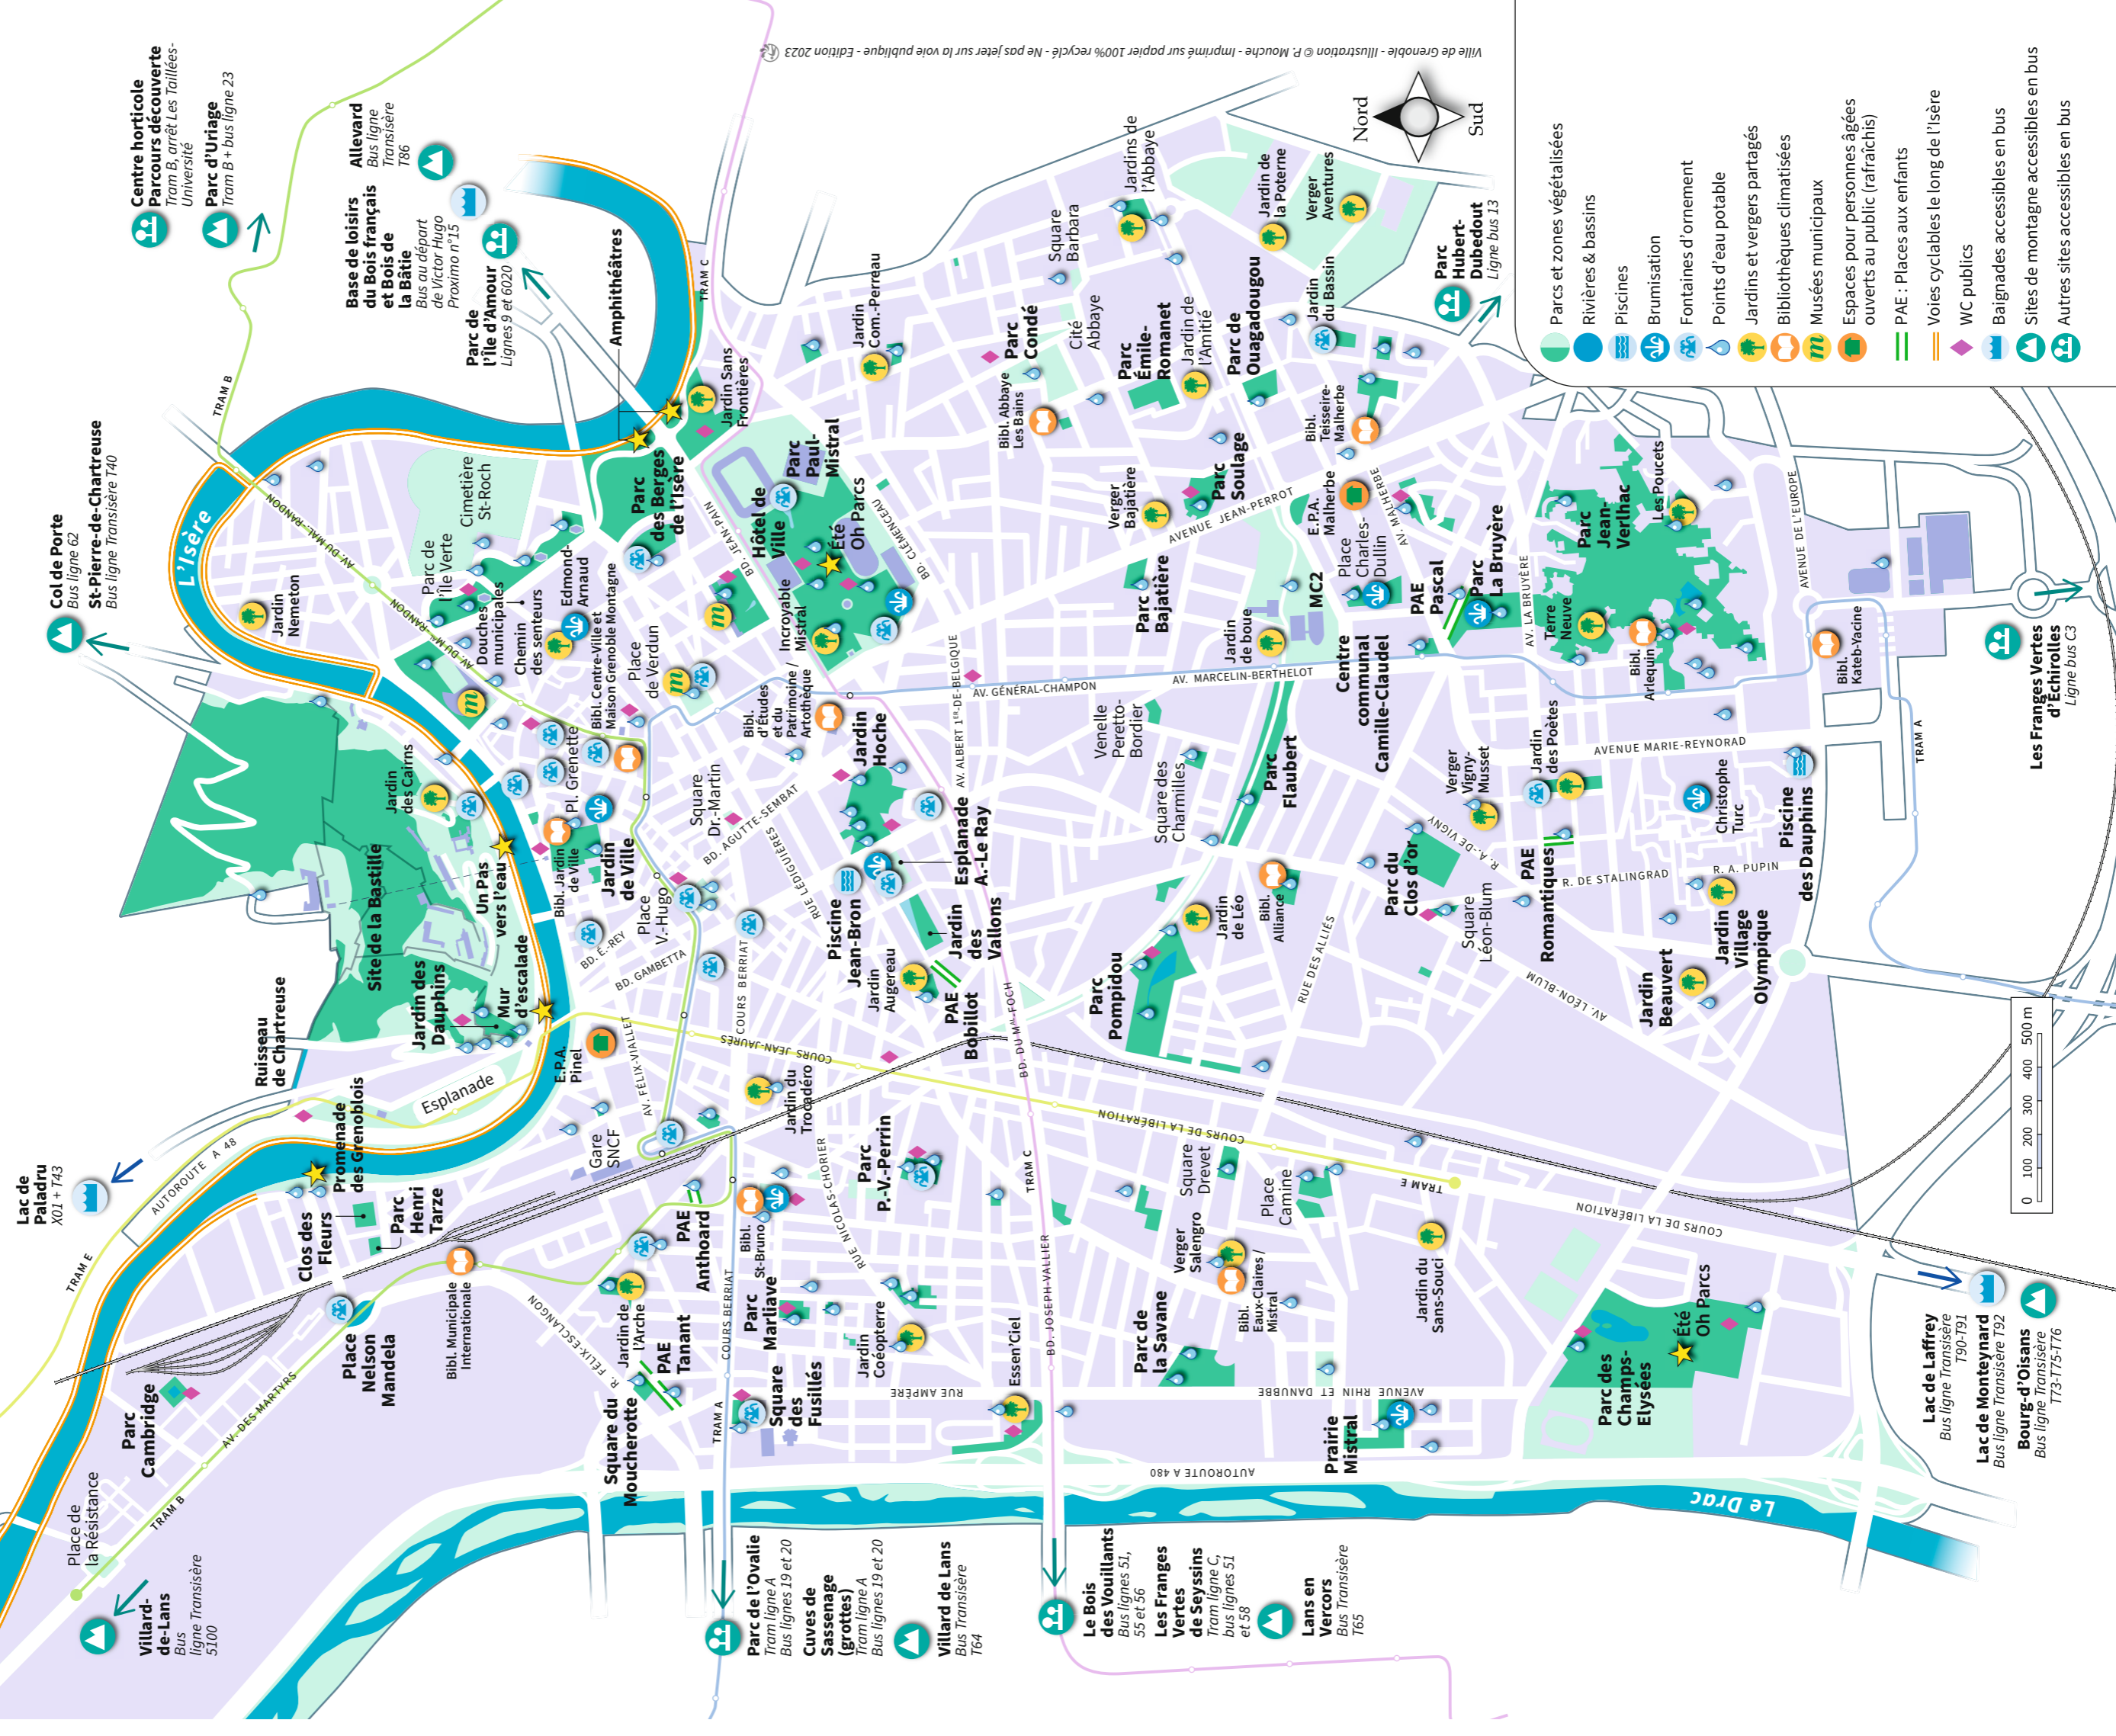 Centre horticole
Parcours découverte
Tram B, arrêt Les Taillées-
Université
Parc d'Uriage
Tram B + bus ligne 23
Allevard
Bus ligne
Transisère
T86
Base de loisirs
du Bois français
et Bois de
la Bâtie
Bus au départ
de Victor Hugo
Proximo n°15
Parc de
l'Île d'Amour
Lignes 9 et 6020
Amphithéâtres
TRAM C
TRAM B
Col de Porte
Bus ligne 62
St-Pierre-de-Chartreuse
Bus ligne Transisère T40
L'Isère
AV. DU MAL-RANDON
AV. DU MAL-RANDON
Jardin
Nemeton
Cimetière
St-Roch
Parc de
l'Île Verte
Douches
municipales
Chemin
des senteurs
Edmond-
Arnaud
Parc
des Berges
de l'Isère
Jardin Sans
Frontières
BD. JEAN-PAIN
Hôtel de
Ville
Parc
Paul-
Mistral
Été
Oh Parcs
BD. CLEMENCEAU
Incroyable
Mistral
Bibl. Centre-Ville et
Maison Grenoble Montagne
Place
de Verdun
Bibl.
d'Études
et du
Patrimoine /
Artothèque
Pl. Grenette
Jardin
des Cairns
Site de la Bastille
Un Pas
vers l'eau
Bibl. Jardin
de Ville
Jardin
de Ville
Square
Dr.-Martin
BD. AGUTTE-SEMBAT
RUE LESDIGUIÈRES
Place
V.-Hugo
BD. É.-REY
BD. GAMBETTA
COURS BERRIAT
Jardin
Hoche
Esplanade
A.-Le Ray
Piscine
Jean-Bron
Jardin
des
Vallons
Jardin
Augereau
PAE
Bobillot
Jardin des
Dauphins
Mur
d'escalade
Ruisseau
de Chartreuse
Esplanade
E.P.A.
Pinel
AV. FÉLIX-VIALLET
COURS JEAN-JAURÈS
Jardin du
Trocadéro
Gare
SNCF
Lac de
Paladru
X01 + T43
AUTOROUTE A 48
TRAM E
Promenade
des Grenoblois
Clos des
Fleurs
Parc
Henri
Tarze
Place
Nelson
Mandela
Bibl. Municipale
Internationale
Parc
Cambridge
AV. DES MARTYRS
Place de
la Résistance
TRAM B
Villard-
de-Lans
Bus
ligne Transisère
5100
R. FÉLIX-ESCLANGON
Jardin de
l'Arche
PAE
Tanant
PAE
Anthoard
Square du
Moucherotte
TRAM A
COURS BERRIAT
Bibl.
St-Bruno
Parc
Marliave
Square
des
Fusillés
Jardin
Coléoptère
RUE NICOLAS-CHORIER
Parc
P.-V.-Perrin
RUE AMPÈRE
Essen'Ciel
BD. JOSEPH-VALLIER
TRAM C
BD. DU MAL-FOCH
Parc de l'Ovalie
Tram ligne A
Bus lignes 19 et 20
Cuves de
Sassenage
(grottes)
Tram ligne A
Bus lignes 19 et 20
Villard de Lans
Bus Transisère
T64
Le Bois
des Vouillants
Bus lignes 51,
55 et 56
Les Franges
Vertes
de Seyssins
Tram ligne C,
bus lignes 51
et 58
Lans en
Vercors
Bus Transisère
T65
AUTOROUTE A 480
Le Drac
Parc de
la Savane
AVENUE RHIN ET DANUBE
Prairie
Mistral
Verger
Salengro
Bibl.
Eaux-Claires /
Mistral
Square
Drevet
Place
Camine
Jardin du
Sans-Souci
TRAM E
COURS DE LA LIBÉRATION
COURS DE LA LIBÉRATION
Parc des
Champs-
Elysées
Été
Oh Parcs
Lac de Laffrey
Bus ligne Transisère
T90-T91
Lac de Monteynard
Bus ligne Transisère T92
Bourg-d'Oisans
Bus ligne Transisère
T73-T75-T76
0 100 200 300 400 500 m
Parc
Pompidou
Jardin
de Léo
Bibl.
Alliance
RUE DES ALLIÉS
Square des
Charmilles
Venelle
Peretto-
Bordier
Parc
Flaubert
AV. ALBERT 1ER-DE-BELGIQUE
AV. GÉNÉRAL-CHAMPON
AV. MARCELIN-BERTHELOT
Parc du
Clos d'or
Square
Léon-Blum
R. A.-DE VIGNY
Verger
Vigny-
Musset
Jardin
des Poètes
PAE
Romantiques
R. DE STALINGRAD
R. A. PUPIN
AVENUE MARIE-REYNOARD
Christophe
Turc
Piscine
des Dauphins
Jardin
Village
Olympique
Jardin
Beauvert
AV. LÉON-BLUM
TRAM A
Centre
communal
Camille-Claudel
Jardin
de boue
MC2
Place
Charles-
Dullin
E.P.A.
Malherbe
AV. MALHERBE
PAE
Pascal
Parc
La Bruyère
AV. LA BRUYÈRE
Terre
Neuve
Bibl.
Arlequin
Parc
Jean-
Verlhac
Les Poucets
AVENUE DE L'EUROPE
Bibl.
Kateb-Yacine
Les Franges Vertes
d'Échirolles
Ligne bus C3
Parc
Bajatière
Verger
Bajatière
AVENUE JEAN-PERROT
Parc
Soulage
Bibl.
Teisseire-
Malherbe
Jardin
Com.-Perreau
Parc
Condé
Bibl. Abbaye
Les Bains
Cité
Abbaye
Square
Barbara
Parc
Émile-
Romanet
Jardin de
l'Amitié
Parc de
Ouagadougou
Jardin
du Bassin
Jardins de
l'Abbaye
Jardin de
la Poterne
Verger
Aventures
Parc
Hubert-
Dubedout
Ligne bus 13
Nord
Sud
Ville de Grenoble - Illustration © P. Mouche - Imprimé sur papier 100% recyclé - Ne pas jeter sur la voie publique - Edition 2023
Parcs et zones végétalisées
Rivières & bassins
Piscines
Brumisation
Fontaines d'ornement
Points d'eau potable
Jardins et vergers partagés
Bibliothèques climatisées
m Musées municipaux
Espaces pour personnes âgées
ouverts au public (rafraîchis)
PAE : Places aux enfants
Voies cyclables le long de l'Isère
WC publics
Baignades accessibles en bus
Sites de montagne accessibles en bus
Autres sites accessibles en bus